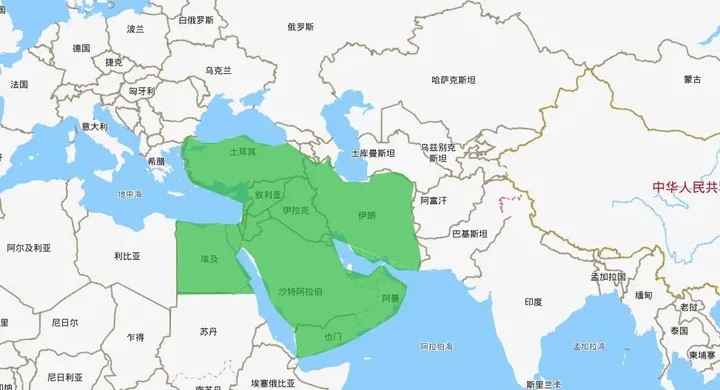 白俄罗斯
俄罗斯
波兰
德国
捷克
乌克兰
法国
匈牙利
哈萨克斯坦
蒙古
意大利
希腊
土耳其
土库曼斯坦
乌兹别克
斯坦
中华人民共
地中海
叙利亚
伊拉克
伊朗
阿富汗
巴基斯坦
阿尔及利亚
利比亚
埃及
沙特阿拉伯
阿曼
印度
孟加拉国
缅甸
老挝
里
尼日尔
乍得
苏丹
也门
阿拉伯海
孟加拉湾
泰国
柬埔寨
尼日利亚
埃塞俄比亚
南苏丹
斯里兰卡